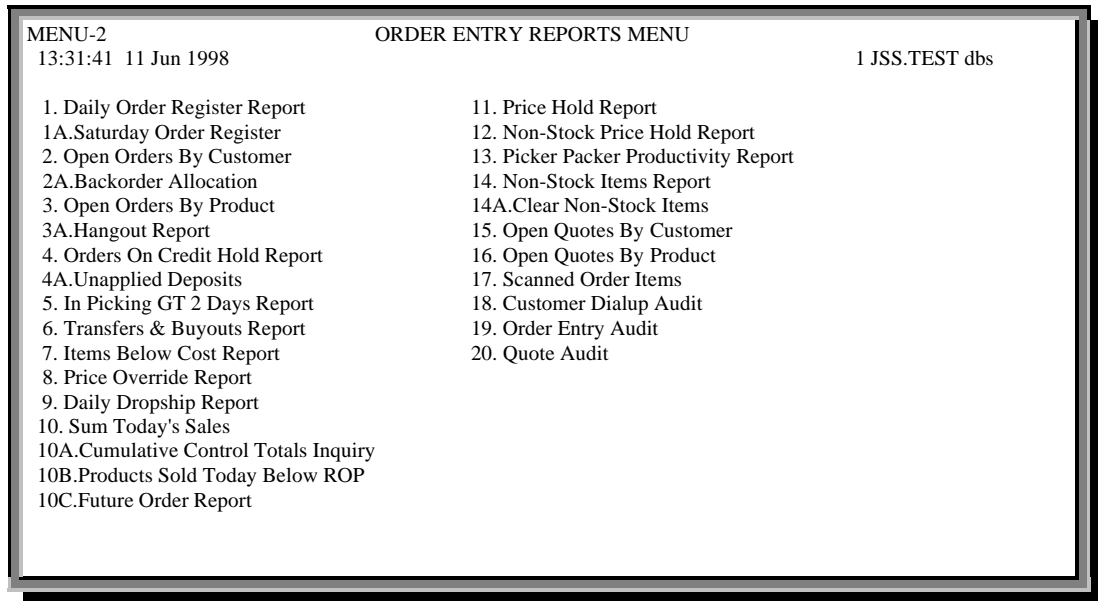 MENU-2 ORDER ENTRY REPORTS MENU
13:31:41 11 Jun 1998 1 JSS.TEST dbs
1. Daily Order Register Report
1A.Saturday Order Register
2. Open Orders By Customer
2A.Backorder Allocation
3. Open Orders By Product
3A.Hangout Report
4. Orders On Credit Hold Report
4A.Unapplied Deposits
5. In Picking GT 2 Days Report
6. Transfers & Buyouts Report
7. Items Below Cost Report
8. Price Override Report
9. Daily Dropship Report
10. Sum Today's Sales
10A.Cumulative Control Totals Inquiry
10B.Products Sold Today Below ROP
10C.Future Order Report
11. Price Hold Report
12. Non-Stock Price Hold Report
13. Picker Packer Productivity Report
14. Non-Stock Items Report
14A.Clear Non-Stock Items
15. Open Quotes By Customer
16. Open Quotes By Product
17. Scanned Order Items
18. Customer Dialup Audit
19. Order Entry Audit
20. Quote Audit